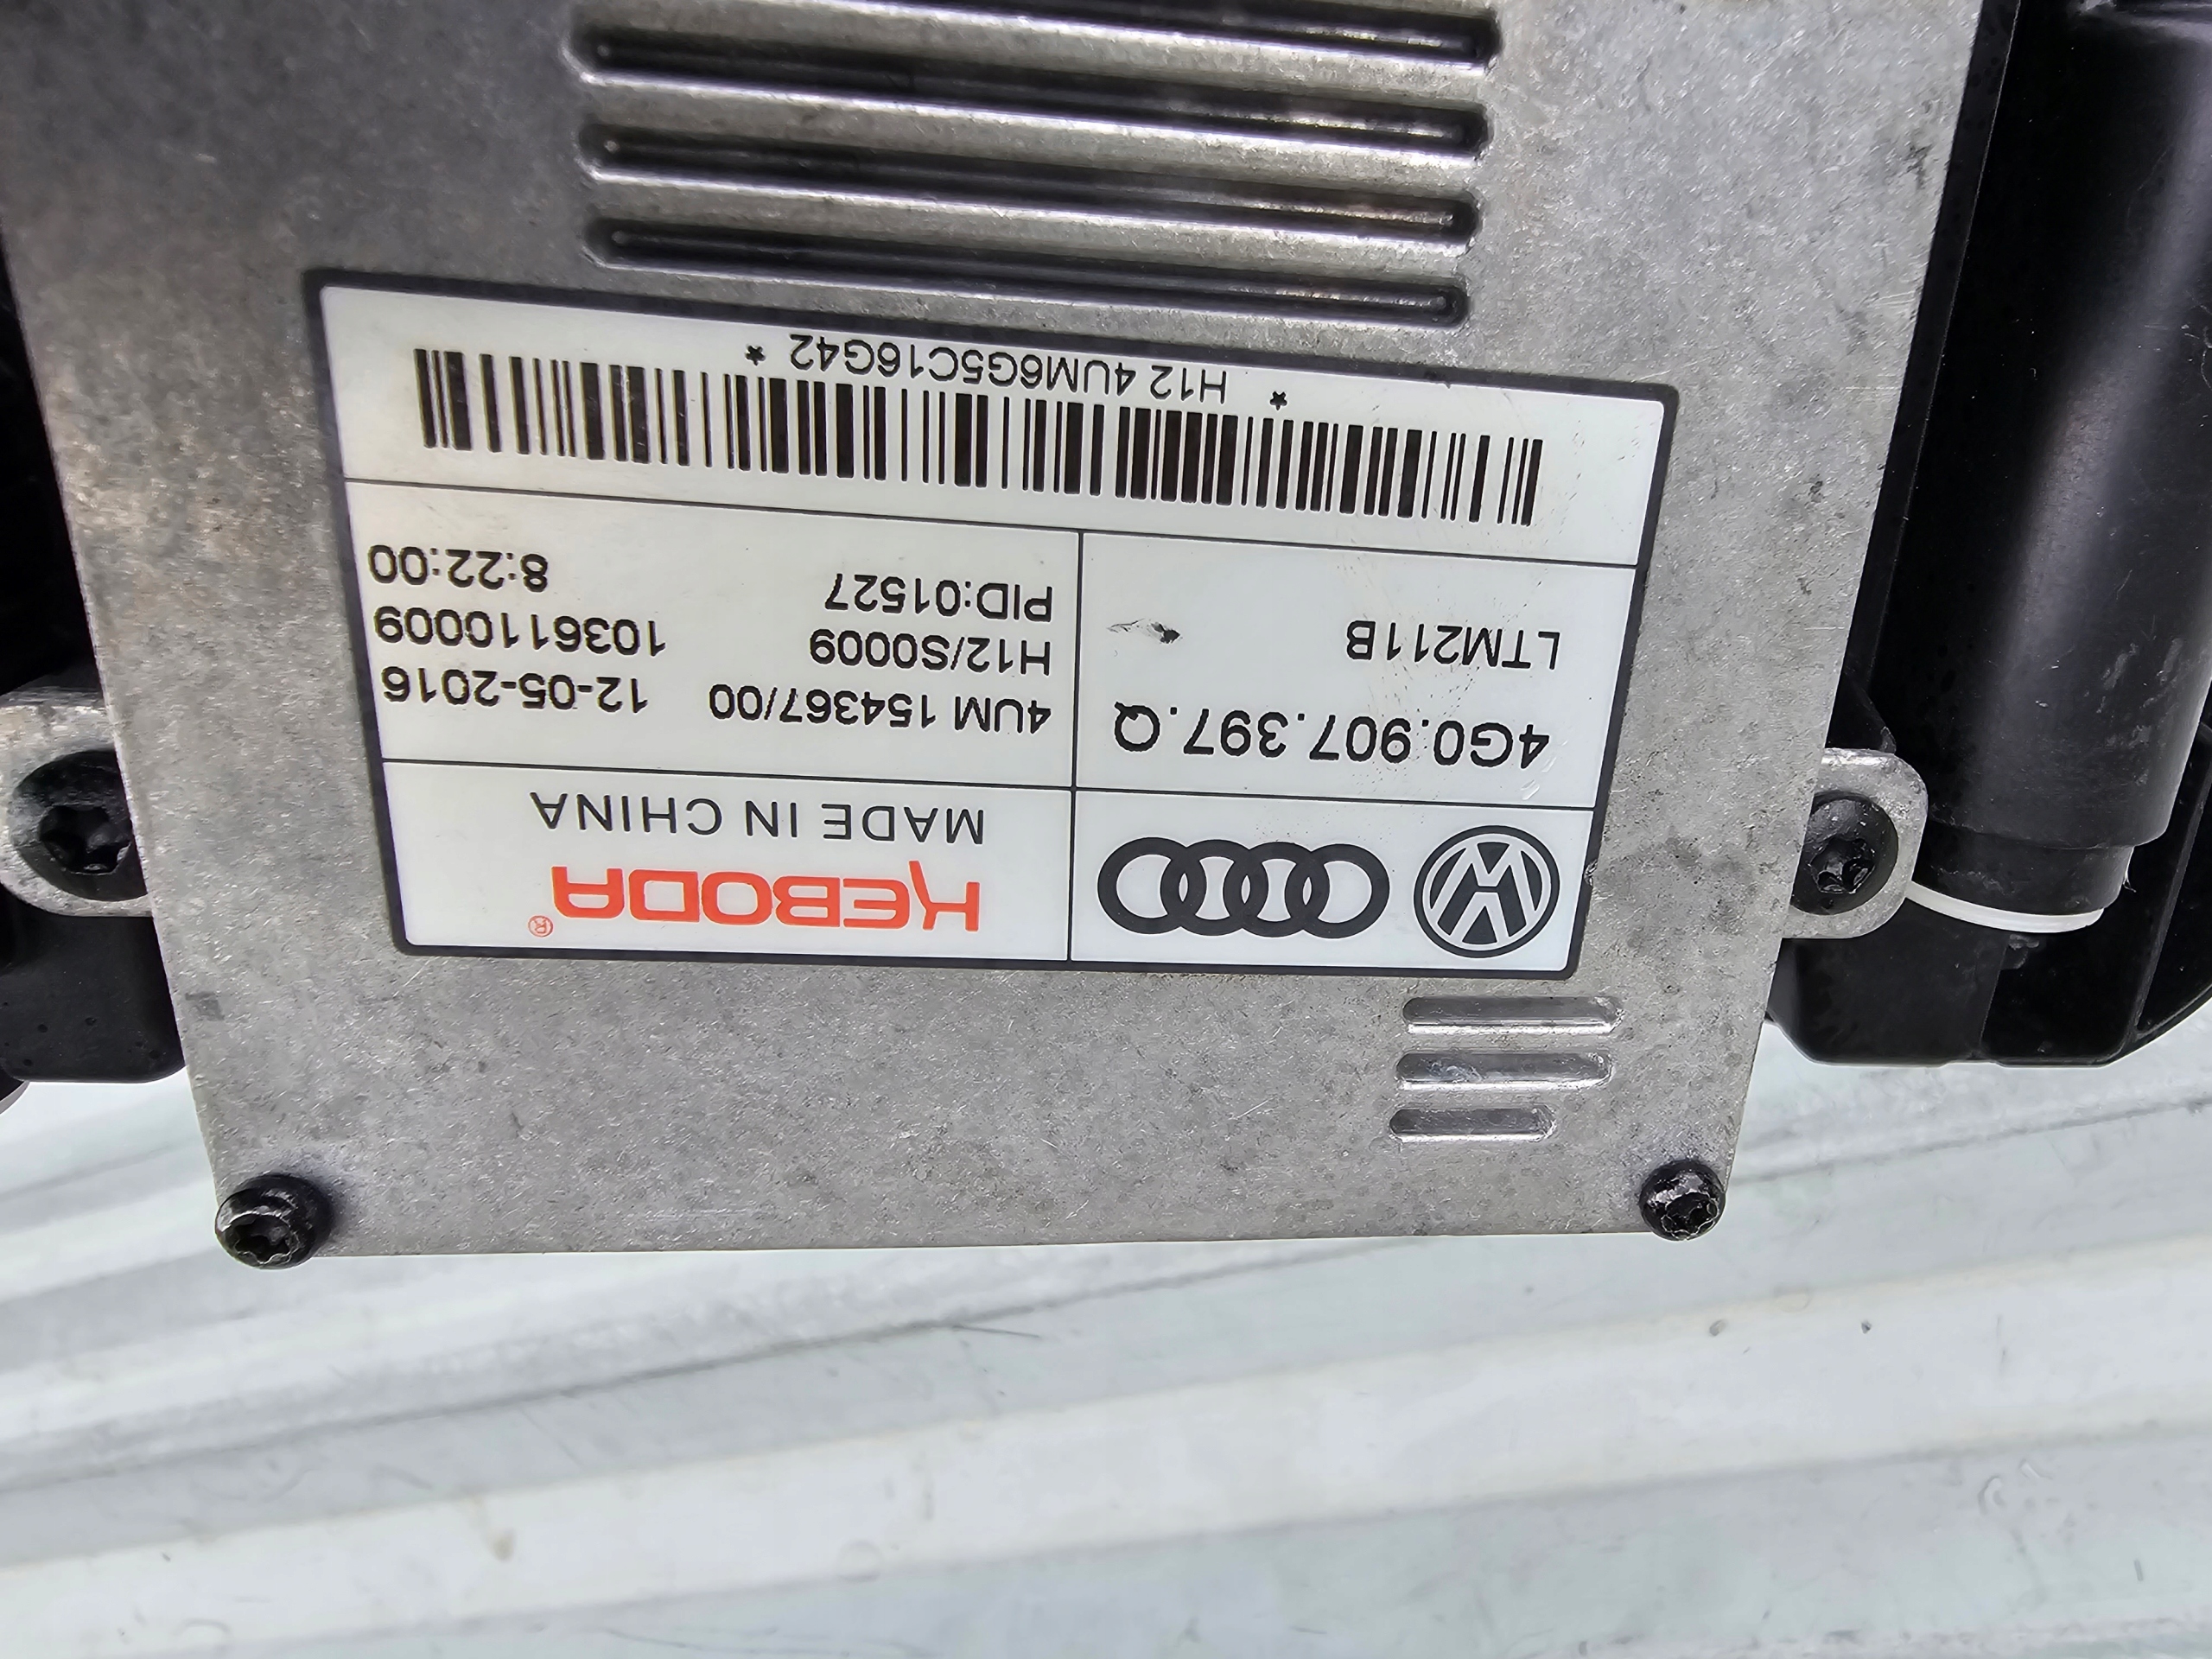 KEBODA®
MADE IN CHINA
4G0.907.397.Q
LTM211B
4UM 154367/00 12-05-2016
H12/S0009 1036110009
PID:01527 8:22:00
* H12 4UM6G5C16G42 *